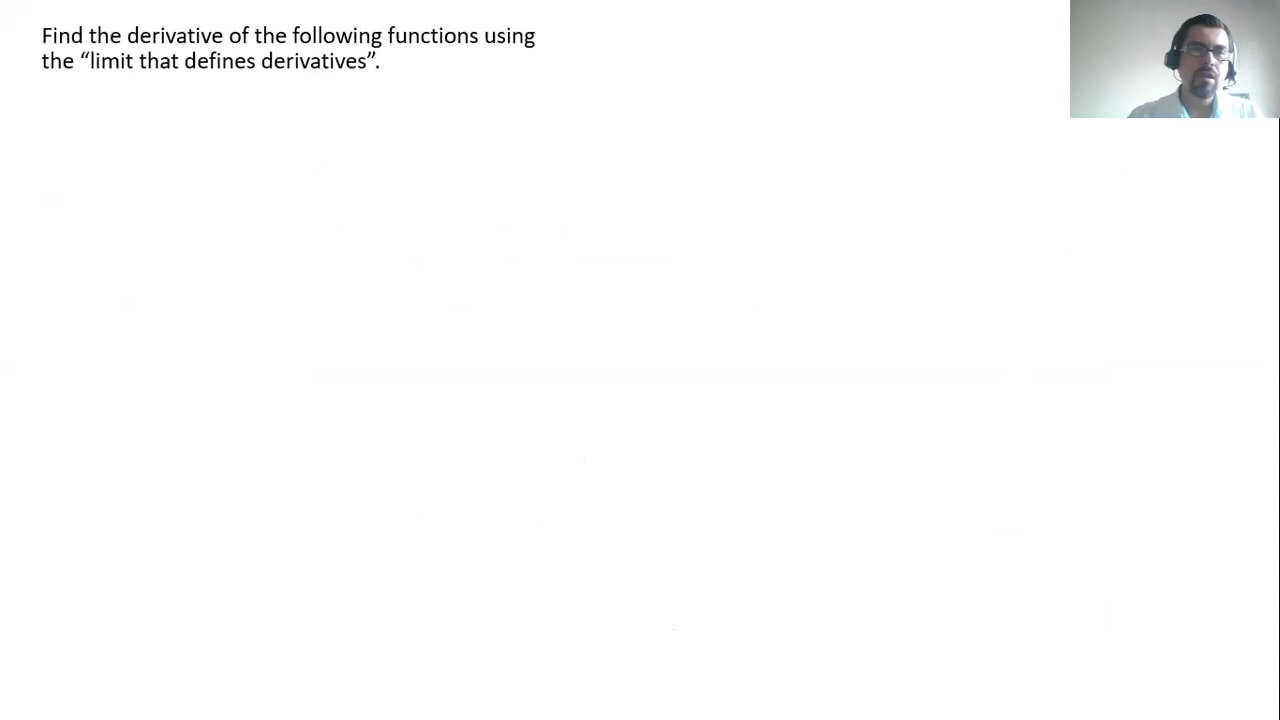 Find the derivative of the following functions using
the “limit that defines derivatives”.